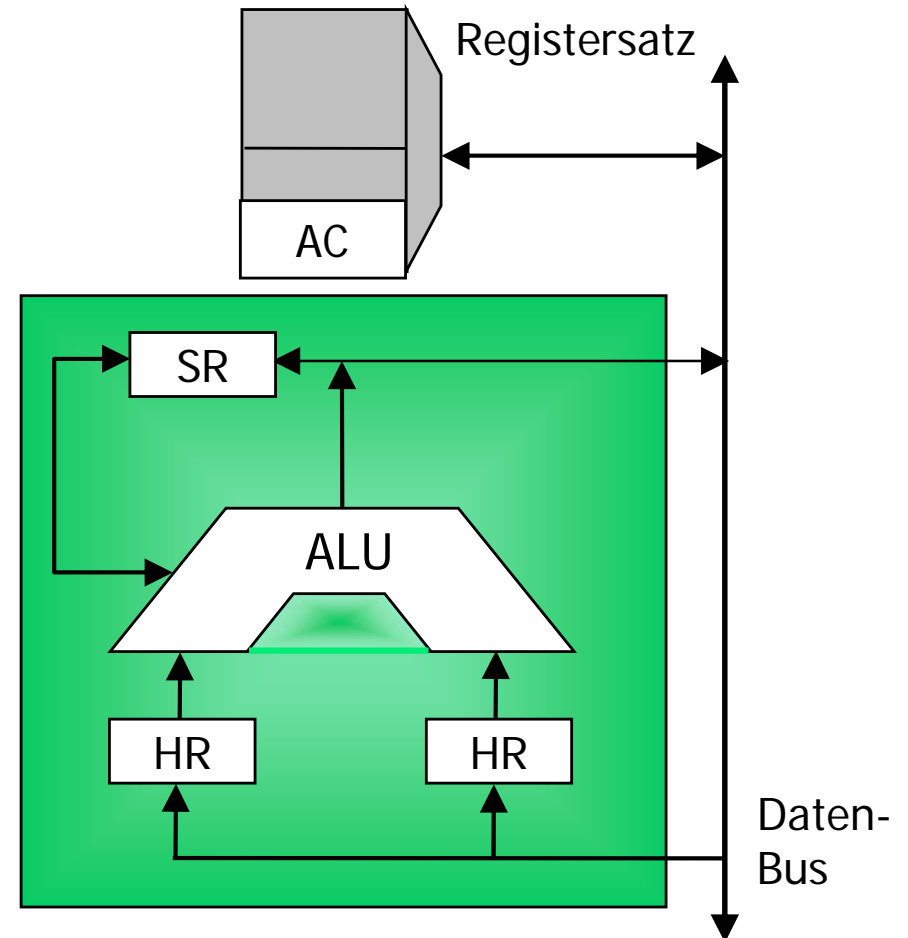 Registersatz
AC
SR
ALU
HR
HR
Daten-
Bus